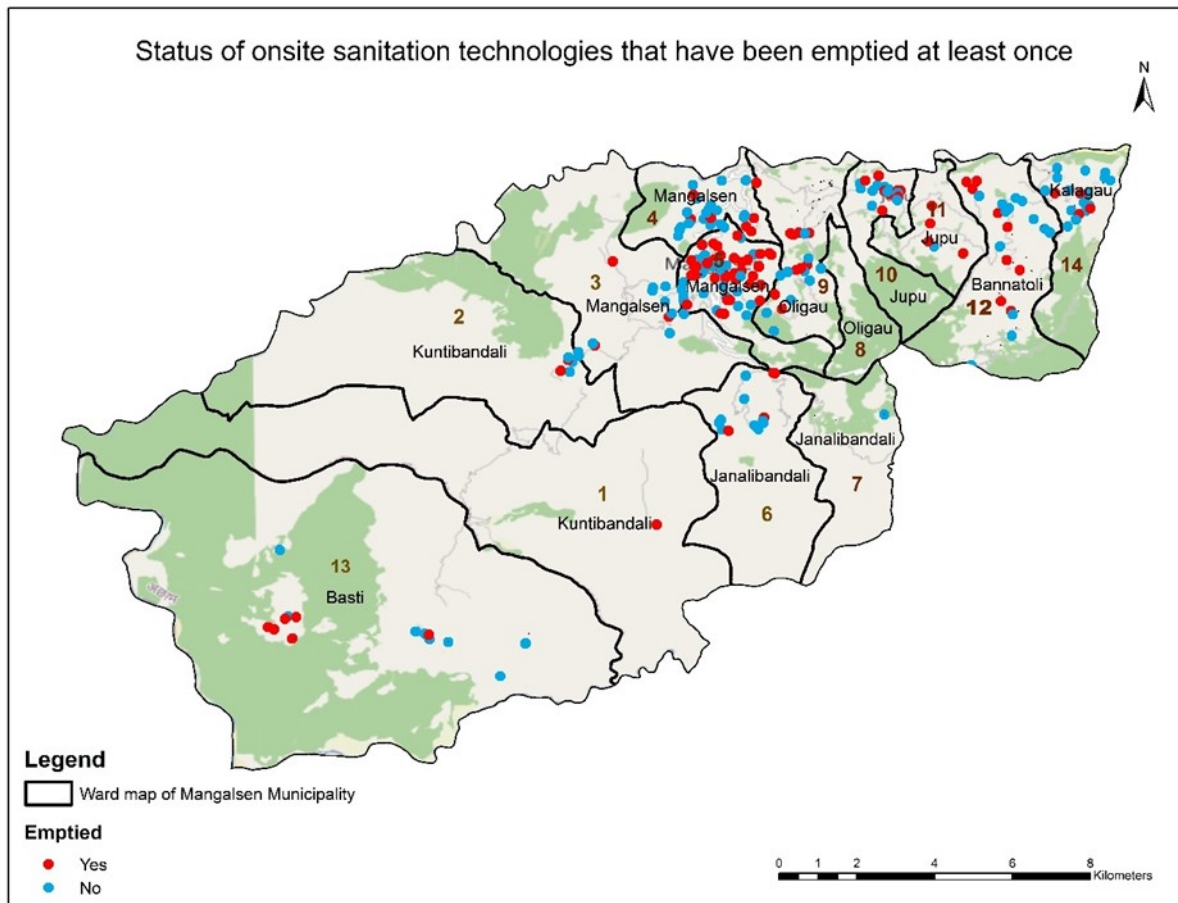 Status of onsite sanitation technologies that have been emptied at least once
N
Mangalsen
4
Kalagau
11
Jupu
5
Mangalsen
3
Mangalsen
9
Oligau
10
Jupu
14
Bannatoli
12
2
Kuntibandali
Oligau
8
Janalibandali
7
Janalibandali
6
1
Kuntibandali
13
Basti
Legend
Ward map of Mangalsen Municipality
Emptied
Yes
No
0 1 2 4 6 8
Kilometers